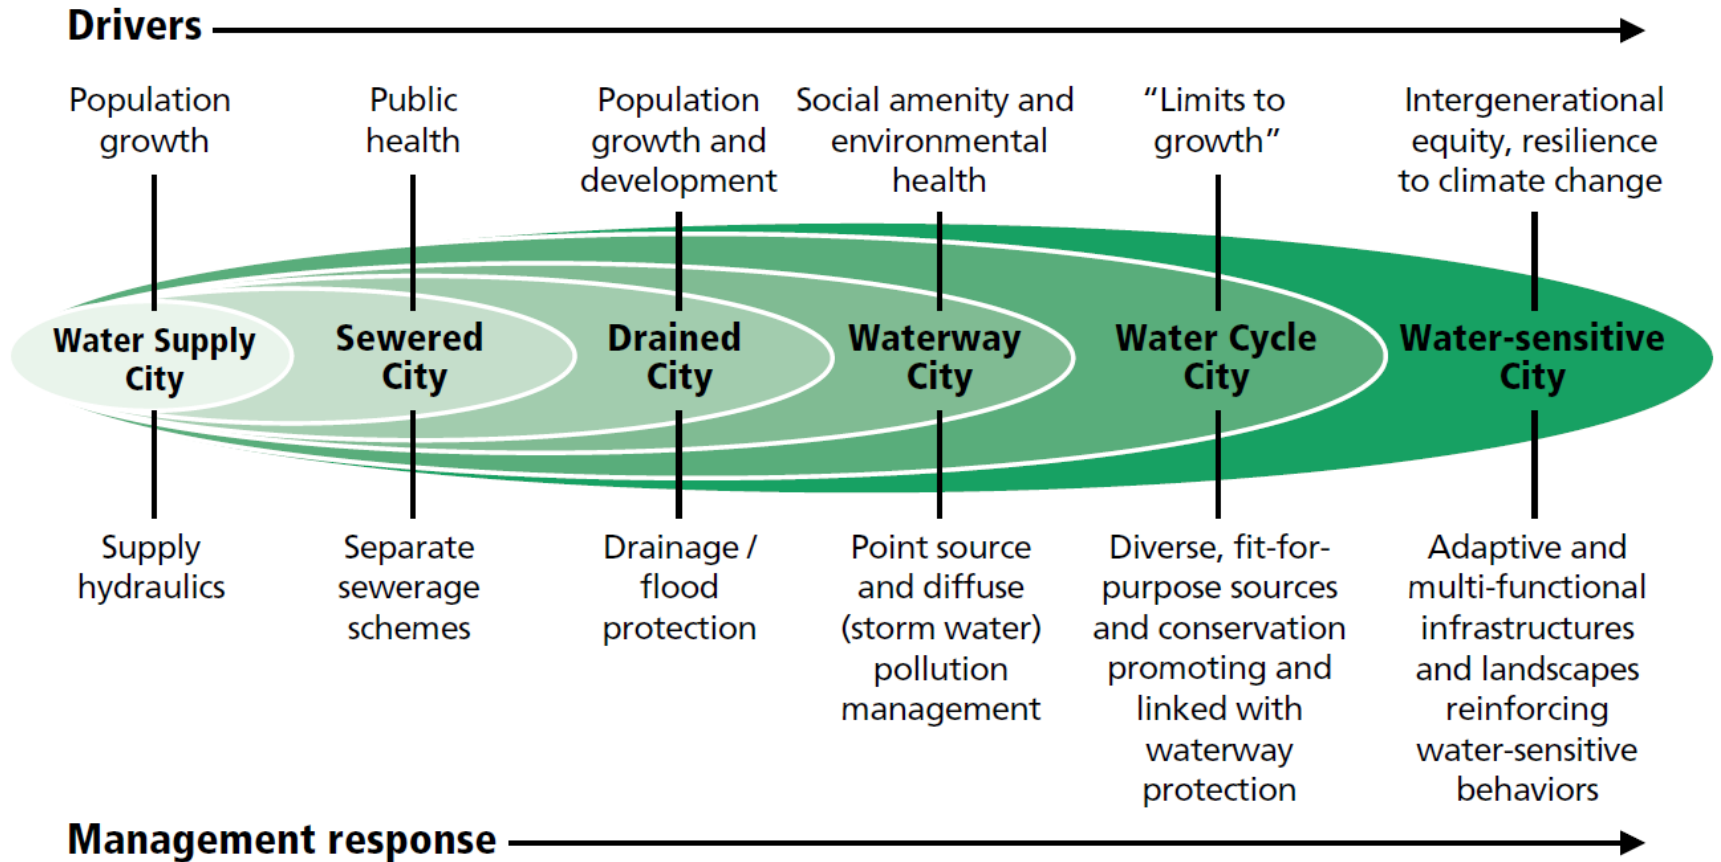 Drivers
Population
growth
Public
health
Population
growth and
development
Social amenity and
environmental
health
“Limits to
growth”
Intergenerational
equity, resilience
to climate change
Water Supply
City
Sewered
City
Drained
City
Waterway
City
Water Cycle
City
Water-sensitive
City
Supply
hydraulics
Separate
sewerage
schemes
Drainage /
flood
protection
Point source
and diffuse
(storm water)
pollution
management
Diverse, fit-for-
purpose sources
and conservation
promoting and
linked with
waterway
protection
Adaptive and
multi-functional
infrastructures
and landscapes
reinforcing
water-sensitive
behaviors
Management response